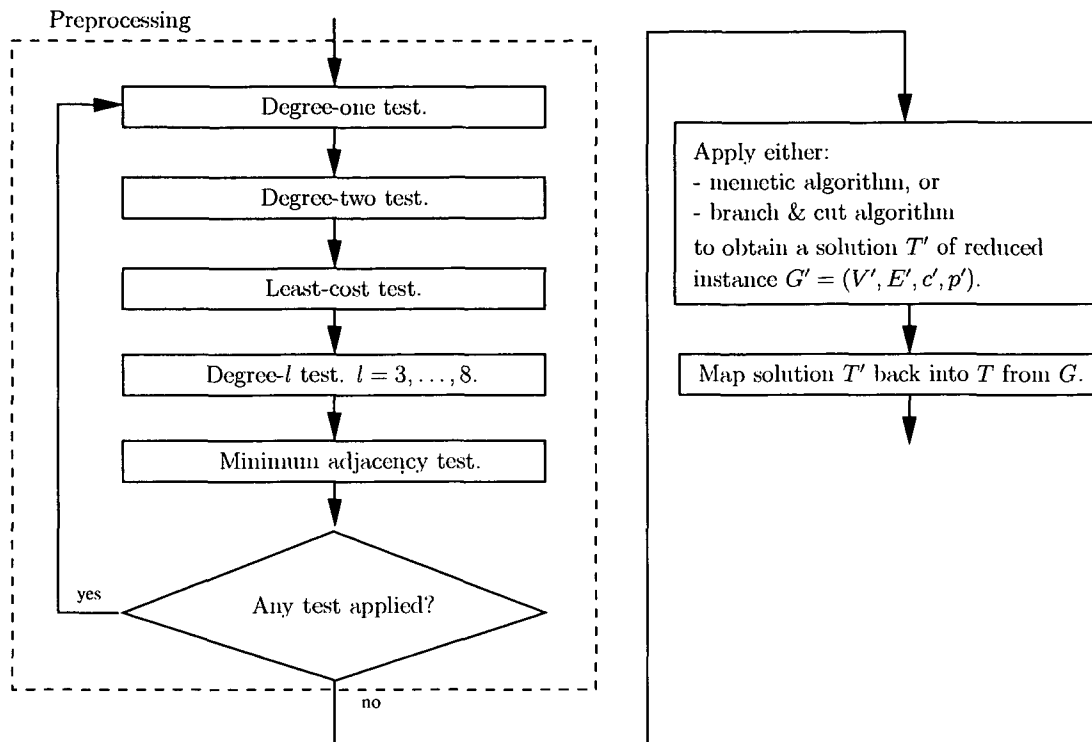 Preprocessing
Degree-one test.
Degree-two test.
Least-cost test.
Degree-l test. l = 3, . . . , 8.
Minimum adjacency test.
Any test applied?
yes
no
Apply either:
- memetic algorithm, or
- branch & cut algorithm
to obtain a solution T′ of reduced
instance G′ = (V′, E′, c′, p′).
Map solution T′ back into T from G.